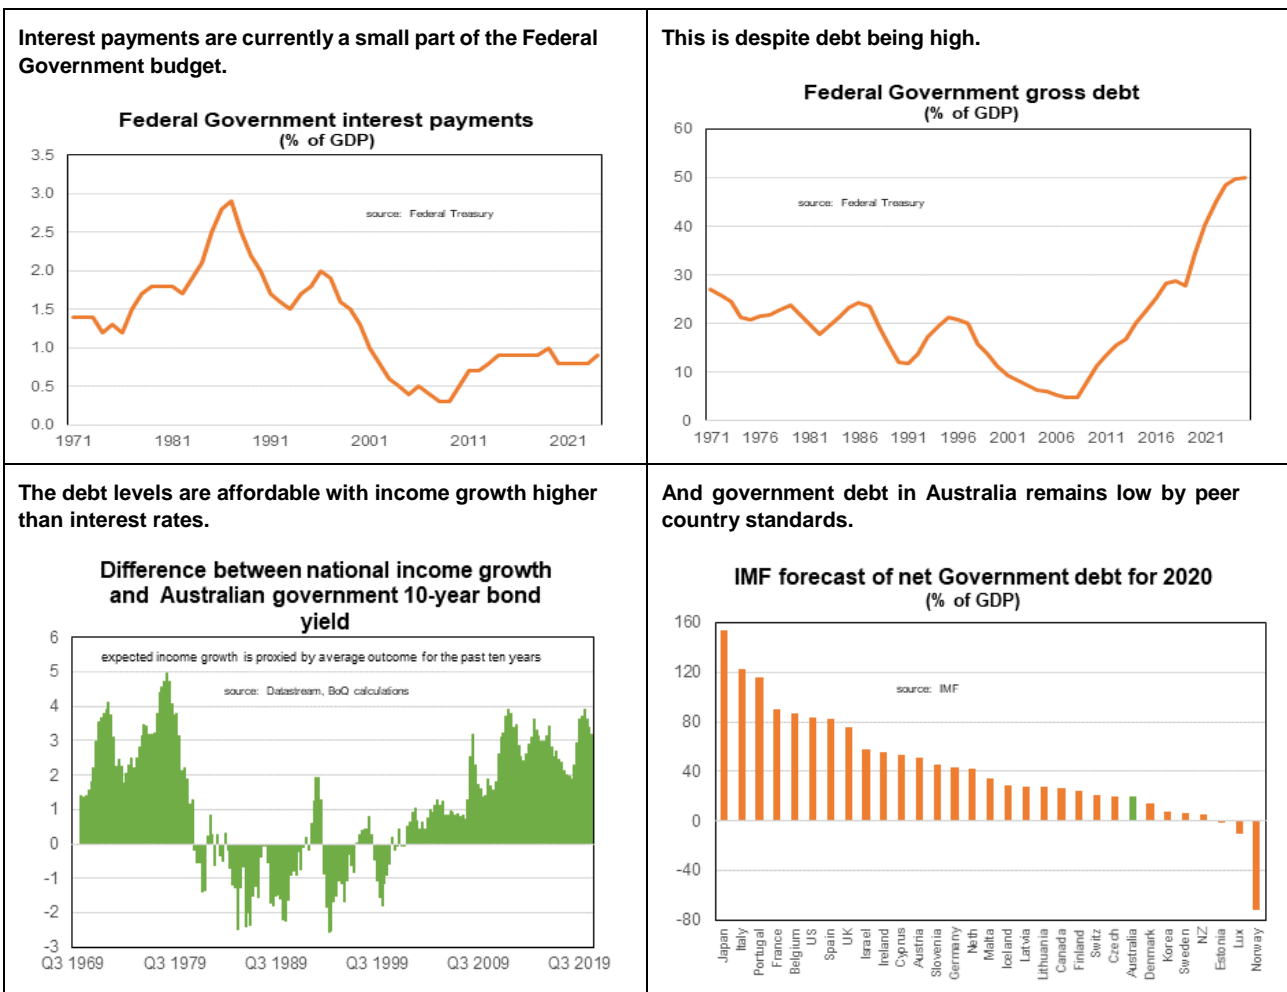 Interest payments are currently a small part of the Federal
Government budget.
Federal Government interest payments
(% of GDP)
3.5
3.0
2.5
2.0
1.5
1.0
0.5
0.0
source: Federal Treasury
1971 1981 1991 2001 2011 2021
This is despite debt being high.
Federal Government gross debt
(% of GDP)
60
50
40
30
20
10
0
source: Federal Treasury
1971 1976 1981 1986 1991 1996 2001 2006 2011 2016 2021
The debt levels are affordable with income growth higher
than interest rates.
Difference between national income growth
and Australian government 10-year bond
yield
6
5
4
3
2
1
0
-1
-2
-3
expected income growth is proxied by average outcome for the past ten years
source: Datastream, BoQ calculations
Q3 1969 Q3 1979 Q3 1989 Q3 1999 Q3 2009 Q3 2019
And government debt in Australia remains low by peer
country standards.
IMF forecast of net Government debt for 2020
(% of GDP)
160
120
80
40
0
-40
-80
source: IMF
Japan
Italy
Portugal
France
Belgium
US
Spain
UK
Israel
Ireland
Cyprus
Austria
Slovenia
Germany
Neth
Malta
Iceland
Latvia
Lithuania
Canada
Finland
Switz
Czech
Australia
Denmark
Korea
Sweden
NZ
Estonia
Lux
Norway